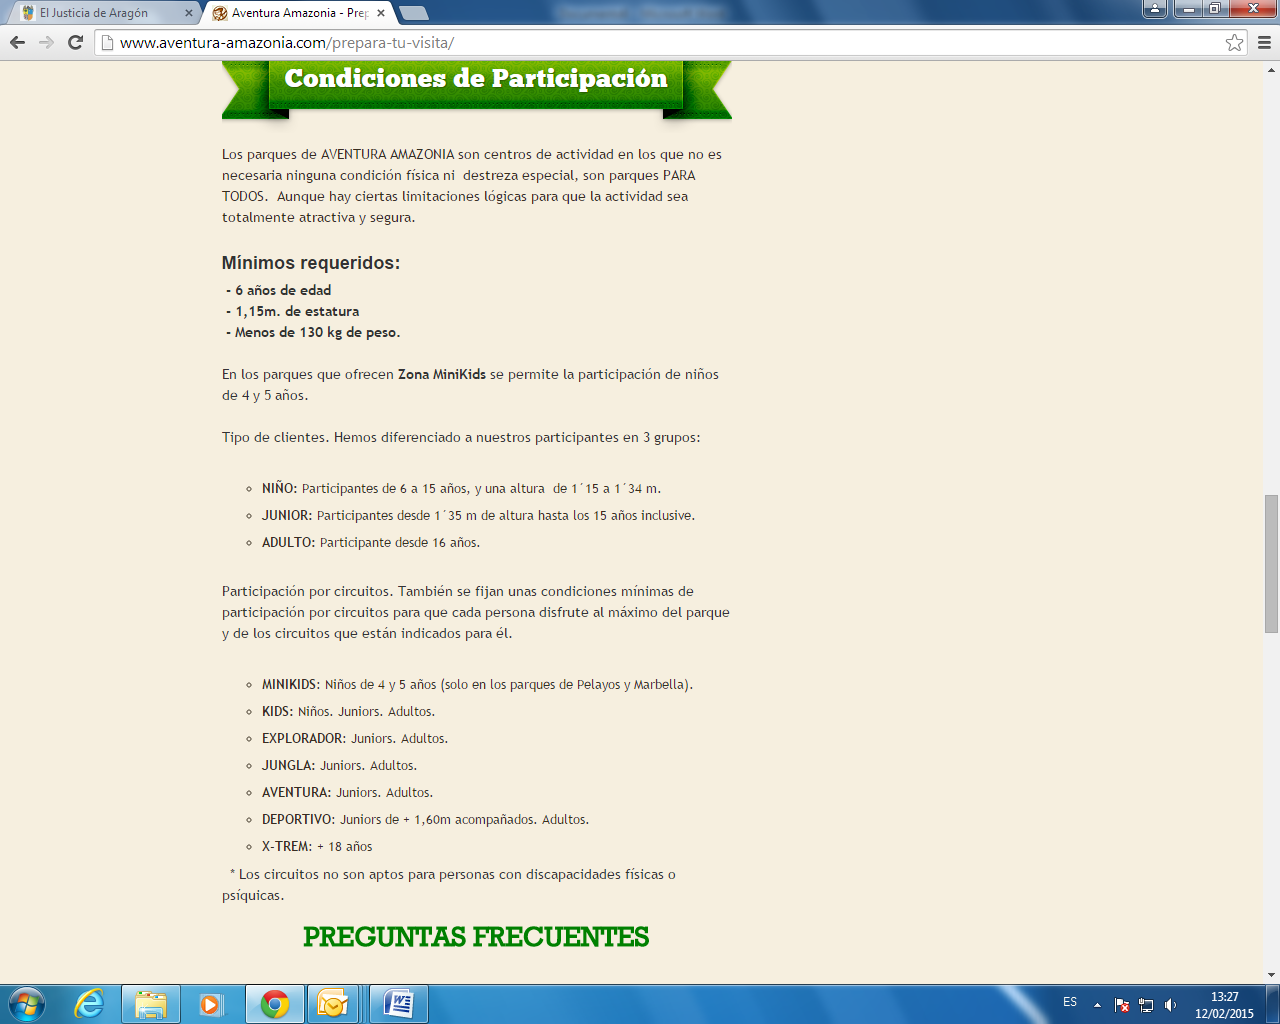 El Justicia de Aragón
Aventura Amazonia - Prep
www.aventura-amazonia.com/prepara-tu-visita/
Condiciones de Participación
Los parques de AVENTURA AMAZONIA son centros de actividad en los que no es
necesaria ninguna condición física ni  destreza especial, son parques PARA
TODOS.  Aunque hay ciertas limitaciones lógicas para que la actividad sea
totalmente atractiva y segura.
Mínimos requeridos:
- 6 años de edad
- 1,15m. de estatura
- Menos de 130 kg de peso.
En los parques que ofrecen Zona MiniKids se permite la participación de niños
de 4 y 5 años.
Tipo de clientes. Hemos diferenciado a nuestros participantes en 3 grupos:
NIÑO: Participantes de 6 a 15 años, y una altura  de 1´15 a 1´34 m.
JUNIOR: Participantes desde 1´35 m de altura hasta los 15 años inclusive.
ADULTO: Participante desde 16 años.
Participación por circuitos. También se fijan unas condiciones mínimas de
participación por circuitos para que cada persona disfrute al máximo del parque
y de los circuitos que están indicados para él.
MINIKIDS: Niños de 4 y 5 años (solo en los parques de Pelayos y Marbella).
KIDS: Niños. Juniors. Adultos.
EXPLORADOR: Juniors. Adultos.
JUNGLA: Juniors. Adultos.
AVENTURA: Juniors. Adultos.
DEPORTIVO: Juniors de + 1,60m acompañados. Adultos.
X-TREM: + 18 años
* Los circuitos no son aptos para personas con discapacidades físicas o
psíquicas.
PREGUNTAS FRECUENTES
ES
13:27
12/02/2015